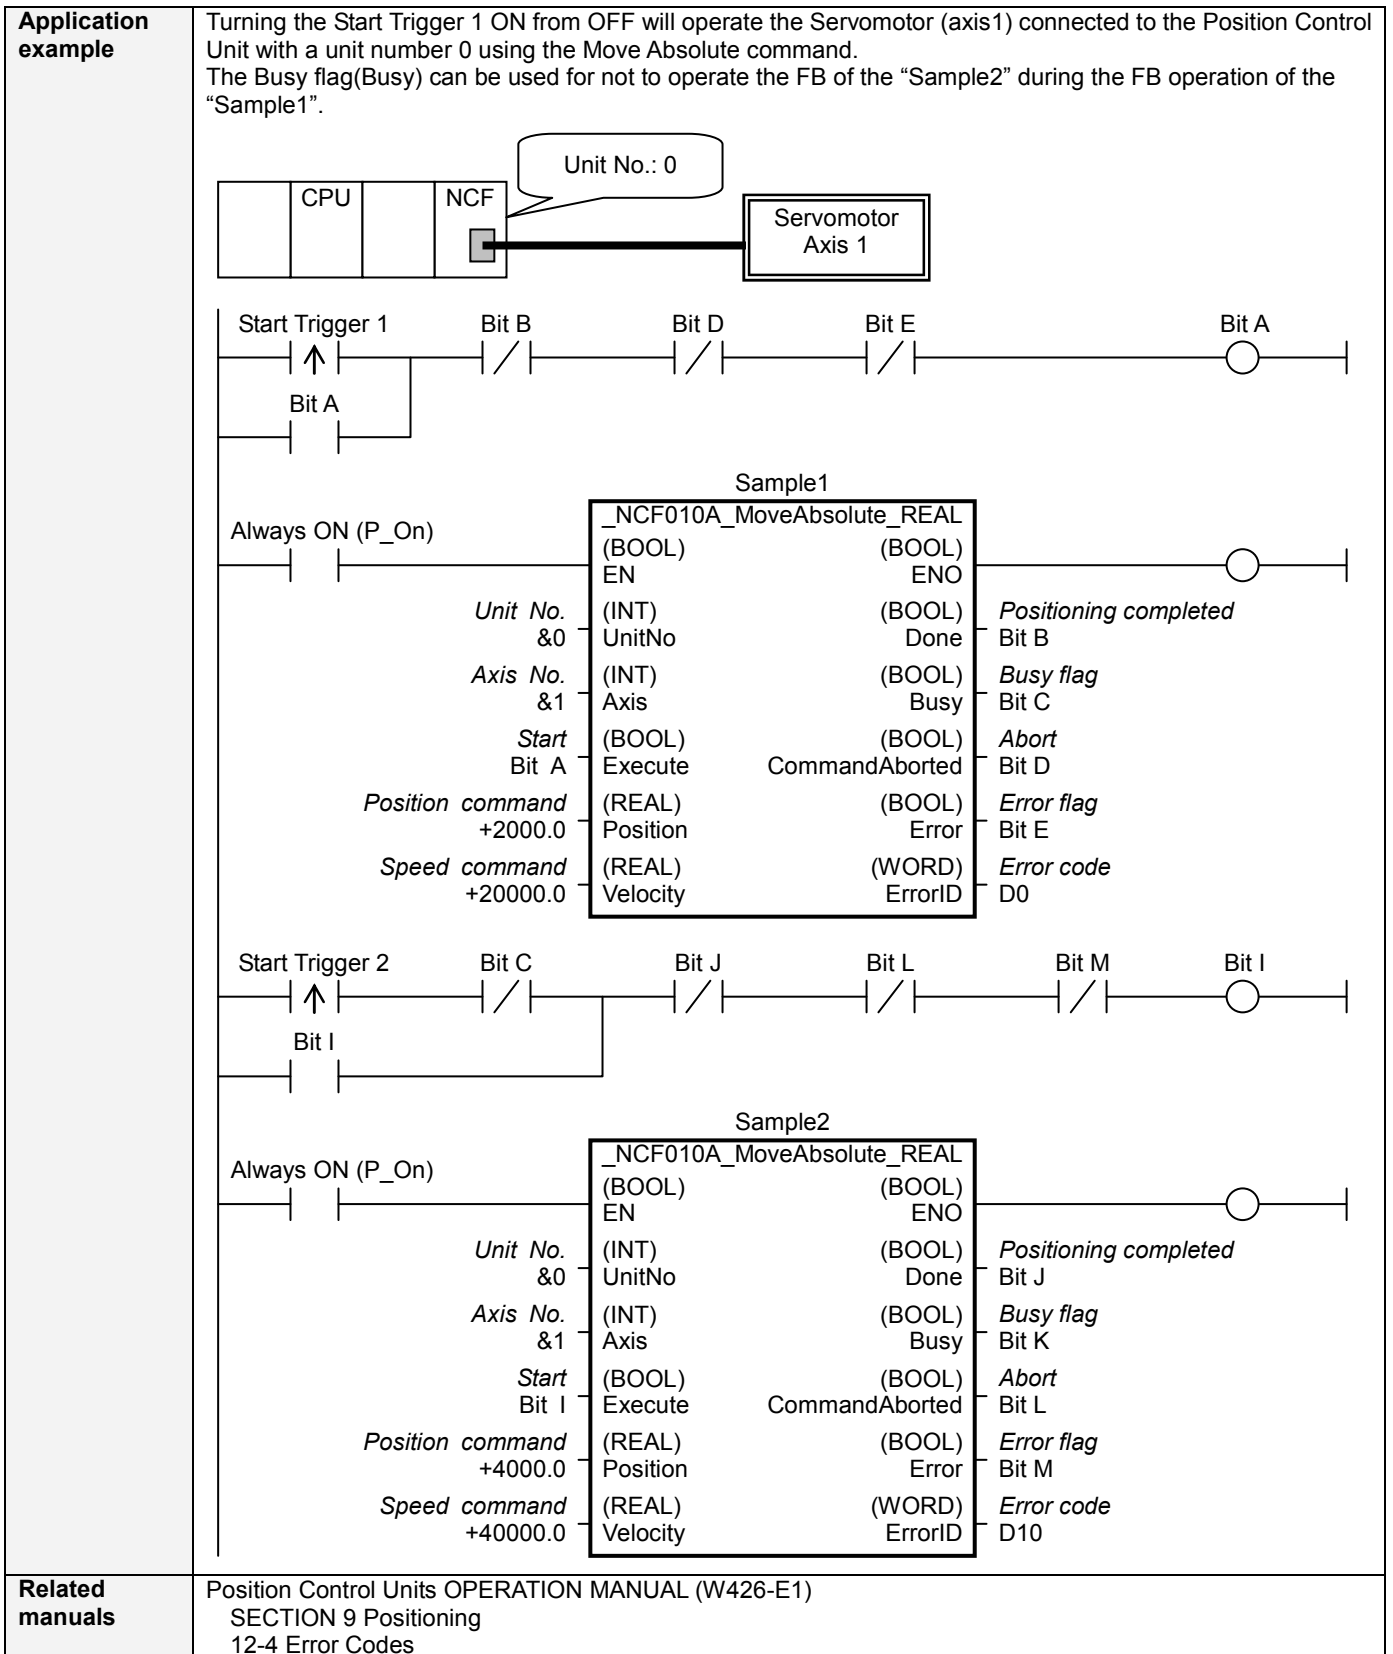 Application example
Turning the Start Trigger 1 ON from OFF will operate the Servomotor (axis1) connected to the Position Control
Unit with a unit number 0 using the Move Absolute command.
The Busy flag(Busy) can be used for not to operate the FB of the “Sample2” during the FB operation of the
“Sample1”.
Unit No.: 0
CPU NCF
Servomotor
Axis 1
Start Trigger 1 Bit B Bit D Bit E Bit A
Bit A
Sample1
_NCF010A_MoveAbsolute_REAL
Always ON (P_On)
(BOOL) (BOOL)
EN ENO
Unit No. (INT) (BOOL) Positioning completed
&0 UnitNo Done Bit B
Axis No. (INT) (BOOL) Busy flag
&1 Axis Busy Bit C
Start (BOOL) (BOOL) Abort
Bit A Execute CommandAborted Bit D
Position command (REAL) (BOOL) Error flag
+2000.0 Position Error Bit E
Speed command (REAL) (WORD) Error code
+20000.0 Velocity ErrorID D0
Start Trigger 2 Bit C Bit J Bit L Bit M Bit I
Bit I
Sample2
_NCF010A_MoveAbsolute_REAL
Always ON (P_On)
(BOOL) (BOOL)
EN ENO
Unit No. (INT) (BOOL) Positioning completed
&0 UnitNo Done Bit J
Axis No. (INT) (BOOL) Busy flag
&1 Axis Busy Bit K
Start (BOOL) (BOOL) Abort
Bit I Execute CommandAborted Bit L
Position command (REAL) (BOOL) Error flag
+4000.0 Position Error Bit M
Speed command (REAL) (WORD) Error code
+40000.0 Velocity ErrorID D10
Related manuals
Position Control Units OPERATION MANUAL (W426-E1)
SECTION 9 Positioning
12-4 Error Codes